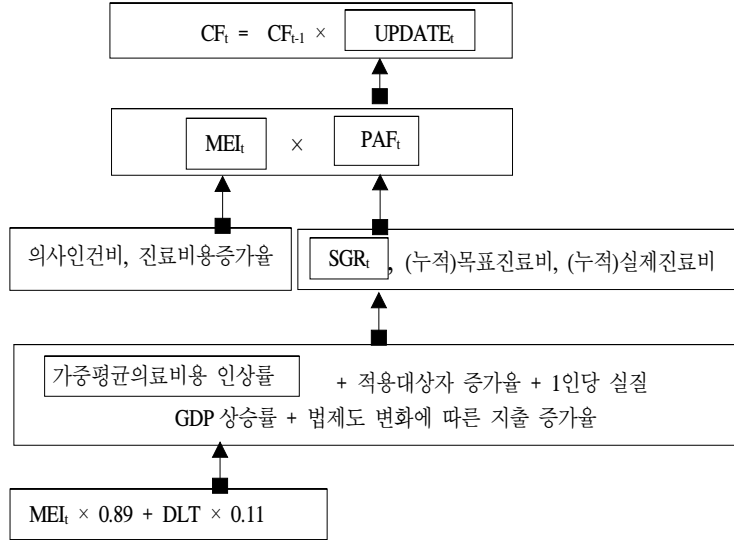 CFₜ = CFₜ₋₁ × UPDATEₜ
MEIₜ × PAFₜ
의사인건비, 진료비용증가율
SGRₜ, (누적)목표진료비, (누적)실제진료비
가중평균의료비용 인상률 + 적용대상자 증가율 + 1인당 실질
GDP 상승률 + 법제도 변화에 따른 지출 증가율
MEIₜ × 0.89 + DLT × 0.11